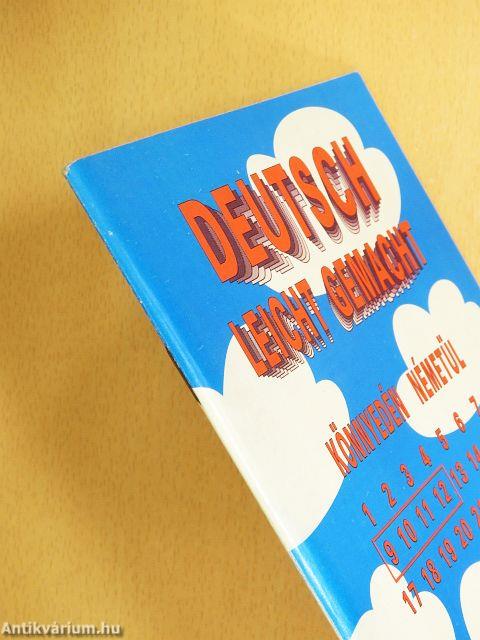 DEUTSCH
LEICHT GEMACHT
KÖNNYEDÉN NÉMETÜL
1 2 3 4 5 6 7
9 10 11 12 13 14
17 18 19 20
Antikvárium.hu